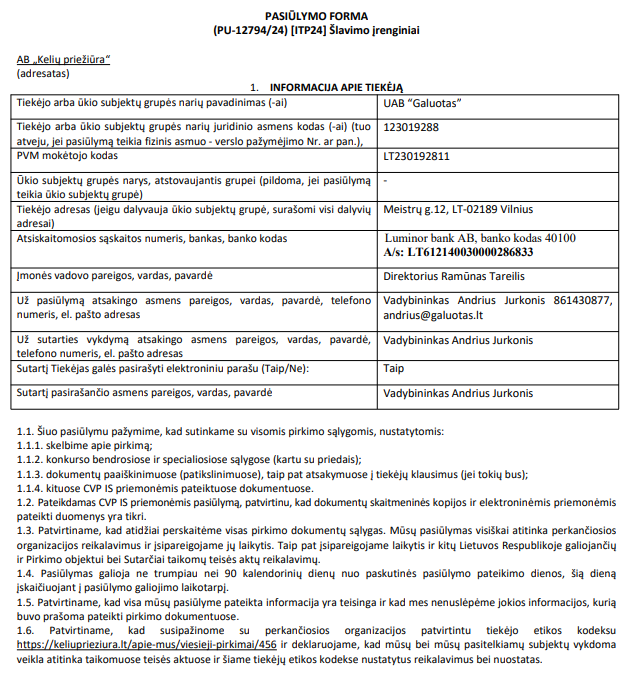 PASIŪLYMO FORMA
(PU-12794/24) [ITP24] Šlavimo įrenginiai
AB „Kelių priežiūra“
(adresatas)
1. INFORMACIJA APIE TIEKĖJĄ
Tiekėjo arba ūkio subjektų grupės narių pavadinimas (-ai)
UAB “Galuotas”
Tiekėjo arba ūkio subjektų grupės narių juridinio asmens kodas (-ai) (tuo
atveju, jei pasiūlymą teikia fizinis asmuo - verslo pažymėjimo Nr. ar pan.),
123019288
PVM mokėtojo kodas
LT230192811
Ūkio subjektų grupės narys, atstovaujantis grupei (pildoma, jei pasiūlymą
teikia ūkio subjektų grupė)
-
Tiekėjo adresas (jeigu dalyvauja ūkio subjektų grupė, surašomi visi dalyvių
adresai)
Meistrų g.12, LT-02189 Vilnius
Atsiskaitomosios sąskaitos numeris, bankas, banko kodas
Luminor bank AB, banko kodas 40100
A/s: LT612140030000286833
Įmonės vadovo pareigos, vardas, pavardė
Direktorius Ramūnas Tareilis
Už pasiūlymą atsakingo asmens pareigos, vardas, pavardė, telefono
numeris, el. pašto adresas
Vadybininkas Andrius Jurkonis 861430877,
andrius@galuotas.lt
Už sutarties vykdymą atsakingo asmens pareigos, vardas, pavardė,
telefono numeris, el. pašto adresas
Vadybininkas Andrius Jurkonis
Sutartį Tiekėjas galės pasirašyti elektroniniu parašu (Taip/Ne):
Taip
Sutartį pasirašančio asmens pareigos, vardas, pavardė
Vadybininkas Andrius Jurkonis
1.1. Šiuo pasiūlymu pažymime, kad sutinkame su visomis pirkimo sąlygomis, nustatytomis:
1.1.1. skelbime apie pirkimą;
1.1.2. konkurso bendrosiose ir specialiosiose sąlygose (kartu su priedais);
1.1.3. dokumentų paaiškinimuose (patikslinimuose), taip pat atsakymuose į tiekėjų klausimus (jei tokių bus);
1.1.4. kituose CVP IS priemonėmis pateiktuose dokumentuose.
1.2. Pateikdamas CVP IS priemonėmis pasiūlymą, patvirtinu, kad dokumentų skaitmeninės kopijos ir elektroninėmis priemonėmis
pateikti duomenys yra tikri.
1.3. Patvirtiname, kad atidžiai perskaitėme visas pirkimo dokumentų sąlygas. Mūsų pasiūlymas visiškai atitinka perkančiosios
organizacijos reikalavimus ir įsipareigojame jų laikytis. Taip pat įsipareigojame laikytis ir kitų Lietuvos Respublikoje galiojančių
ir Pirkimo objektui bei Sutarčiai taikomų teisės aktų reikalavimų.
1.4. Pasiūlymas galioja ne trumpiau nei 90 kalendorinių dienų nuo paskutinės pasiūlymo pateikimo dienos, šią dieną
įskaičiuojant į pasiūlymo galiojimo laikotarpį.
1.5. Patvirtiname, kad visa mūsų pasiūlyme pateikta informacija yra teisinga ir kad mes nenuslėpėme jokios informacijos, kurią
buvo prašoma pateikti pirkimo dokumentuose.
1.6. Patvirtiname, kad susipažinome su perkančiosios organizacijos patvirtintu tiekėjo etikos kodeksu
https://keliuprieziura.lt/apie-mus/viesieji-pirkimai/456 ir deklaruojame, kad mūsų bei mūsų pasitelkiamų subjektų vykdoma
veikla atitinka taikomuose teisės aktuose ir šiame tiekėjų etikos kodekse nustatytus reikalavimus bei nuostatas.